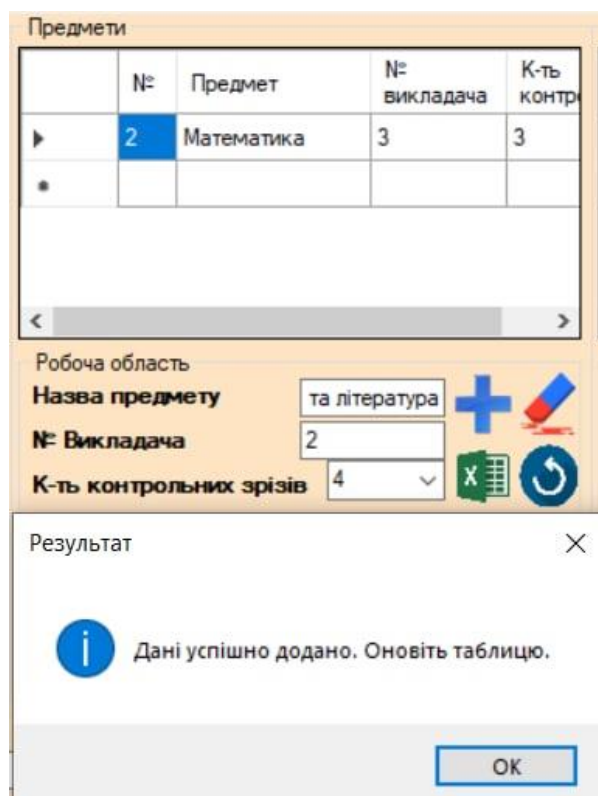 Предмети
№ Предмет № викладача К-ть контр
2 Математика 3 3
Робоча область
Назва предмету та література
№ Викладача 2
К-ть контрольних зрізів 4
Результат
Дані успішно додано. Оновіть таблицю.
OK